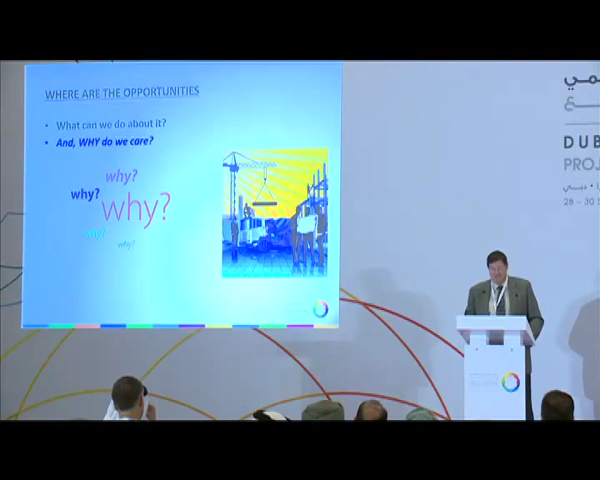 WHERE ARE THE OPPORTUNITIES
• What can we do about it?
• And, WHY do we care?
why?
why?
why?
why?
why?
DUB
PROJ
28 - 30 S